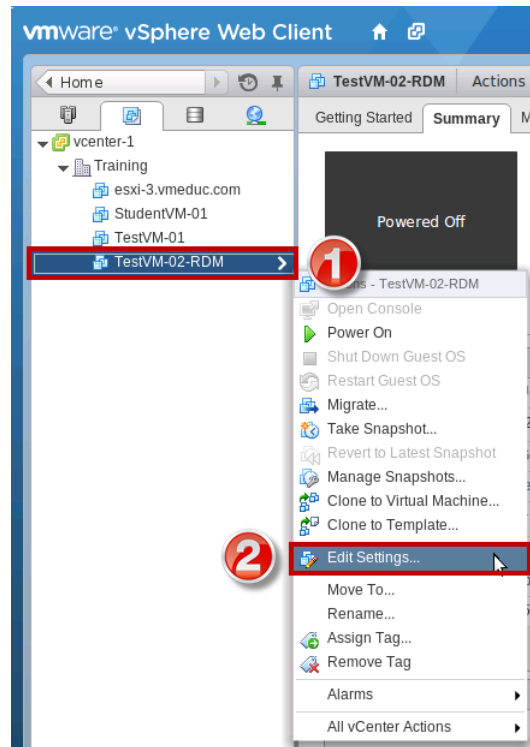 vmware® vSphere Web Client
Home
TestVM-02-RDM Actions
Getting Started Summary M
vcenter-1
Training
esxi-3.vmeduc.com
StudentVM-01
TestVM-01
TestVM-02-RDM
Powered Off
1
ns - TestVM-02-RDM
Open Console
Power On
Shut Down Guest OS
Restart Guest OS
Migrate...
Take Snapshot...
Revert to Latest Snapshot
Manage Snapshots...
Clone to Virtual Machine...
Clone to Template...
2
Edit Settings...
Move To...
Rename...
Assign Tag...
Remove Tag
Alarms
All vCenter Actions